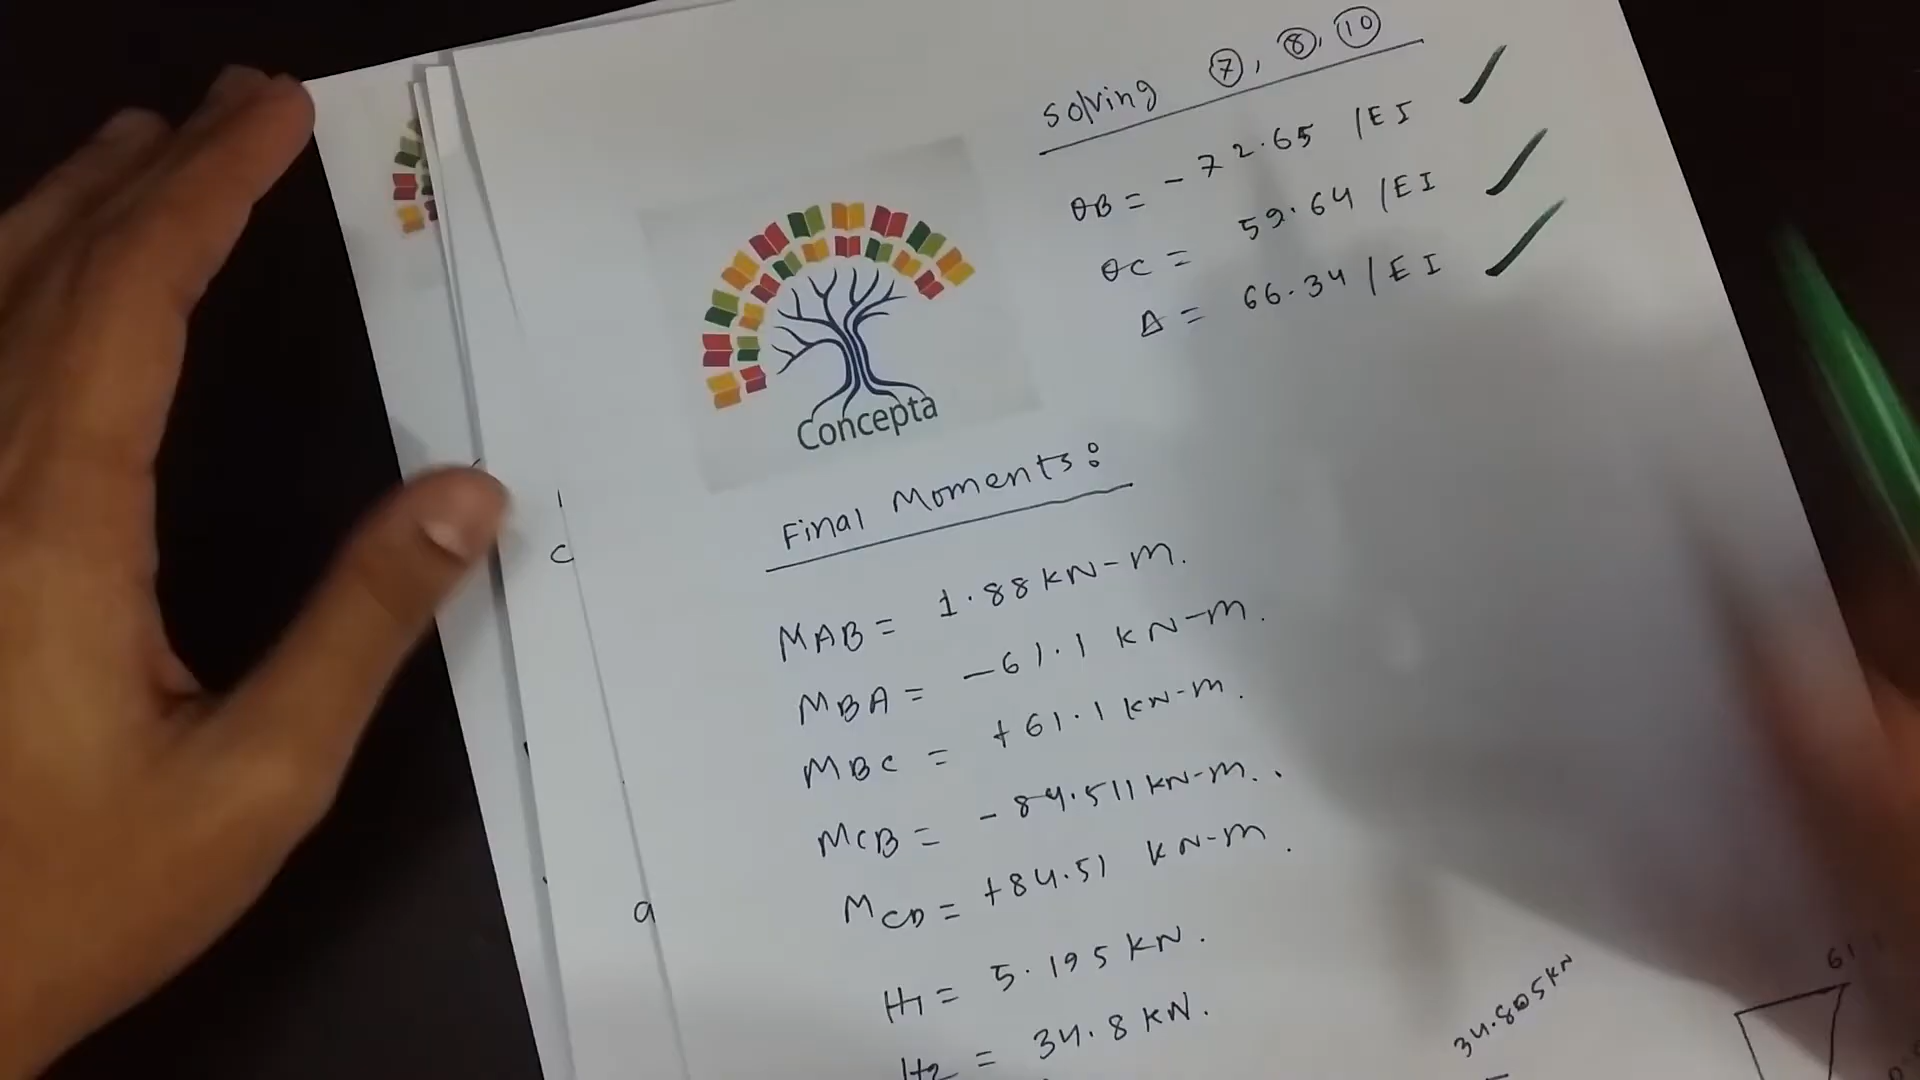 solving 7, 8, 10
θB = -72.65 /EI
θC = 59.64 /EI
Δ = 66.34 /EI
Concepta
Final Moments:
MAB = 1.88 KN-m.
MBA = -61.1 KN-m.
MBC = +61.1 KN-m.
MCB = -84.511 KN-m.
MCD = +84.51 KN-m.
H1 = 5.195 KN.
H2 = 34.8 KN.
34.805KN
61
c
a